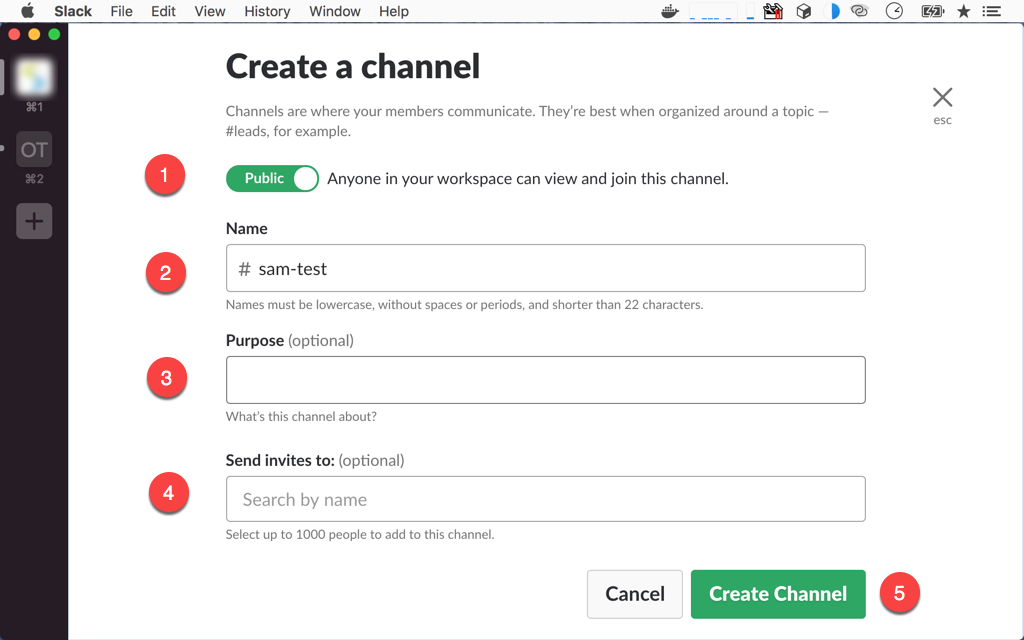 Slack File Edit View History Window Help
⌘1
OT
⌘2
Create a channel
esc
Channels are where your members communicate. They're best when organized around a topic —
#leads, for example.
1
Public Anyone in your workspace can view and join this channel.
Name
2
# sam-test
Names must be lowercase, without spaces or periods, and shorter than 22 characters.
Purpose (optional)
3
What's this channel about?
Send invites to: (optional)
4
Search by name
Select up to 1000 people to add to this channel.
Cancel Create Channel 5